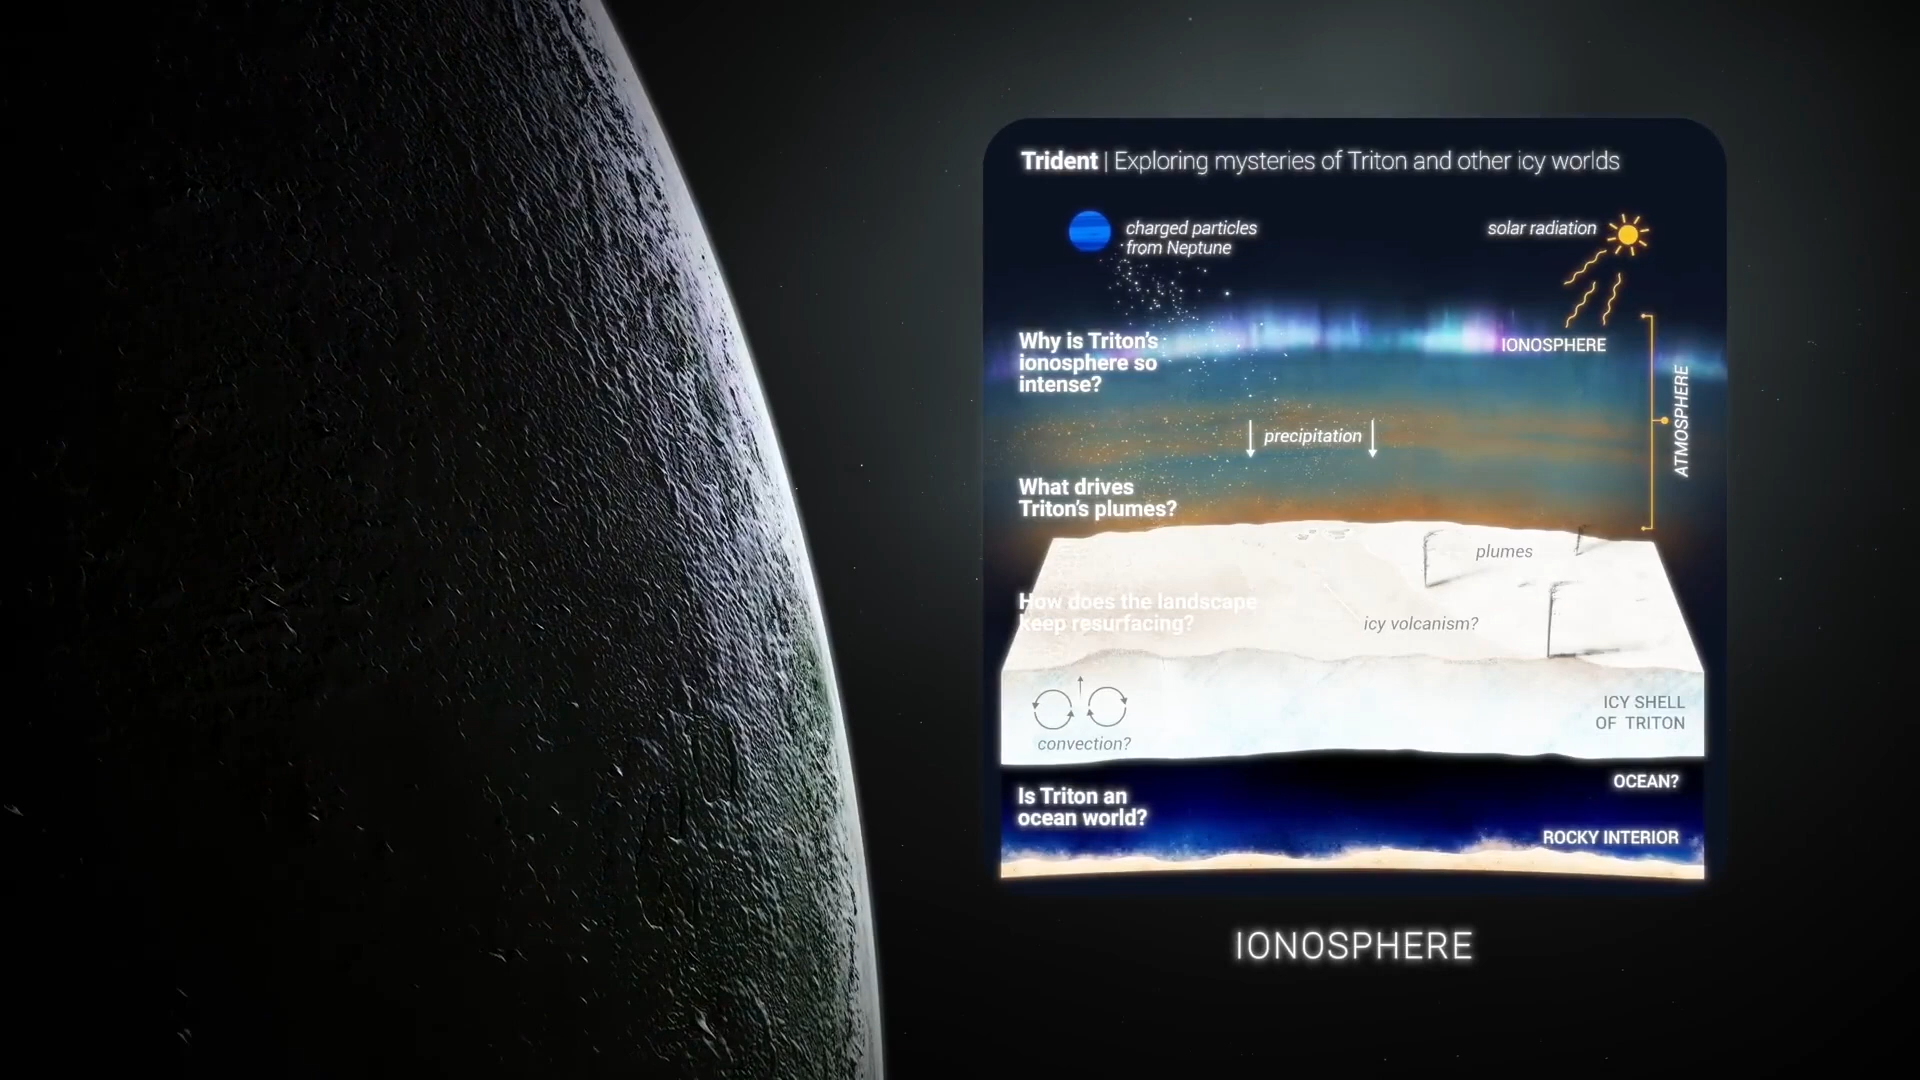 Trident | Exploring mysteries of Triton and other icy worlds
charged particles
from Neptune
solar radiation
Why is Triton's
ionosphere so
intense?
IONOSPHERE
ATMOSPHERE
precipitation
What drives
Triton's plumes?
plumes
How does the landscape
keep resurfacing?
icy volcanism?
convection?
ICY SHELL
OF TRITON
OCEAN?
Is Triton an
ocean world?
ROCKY INTERIOR
IONOSPHERE